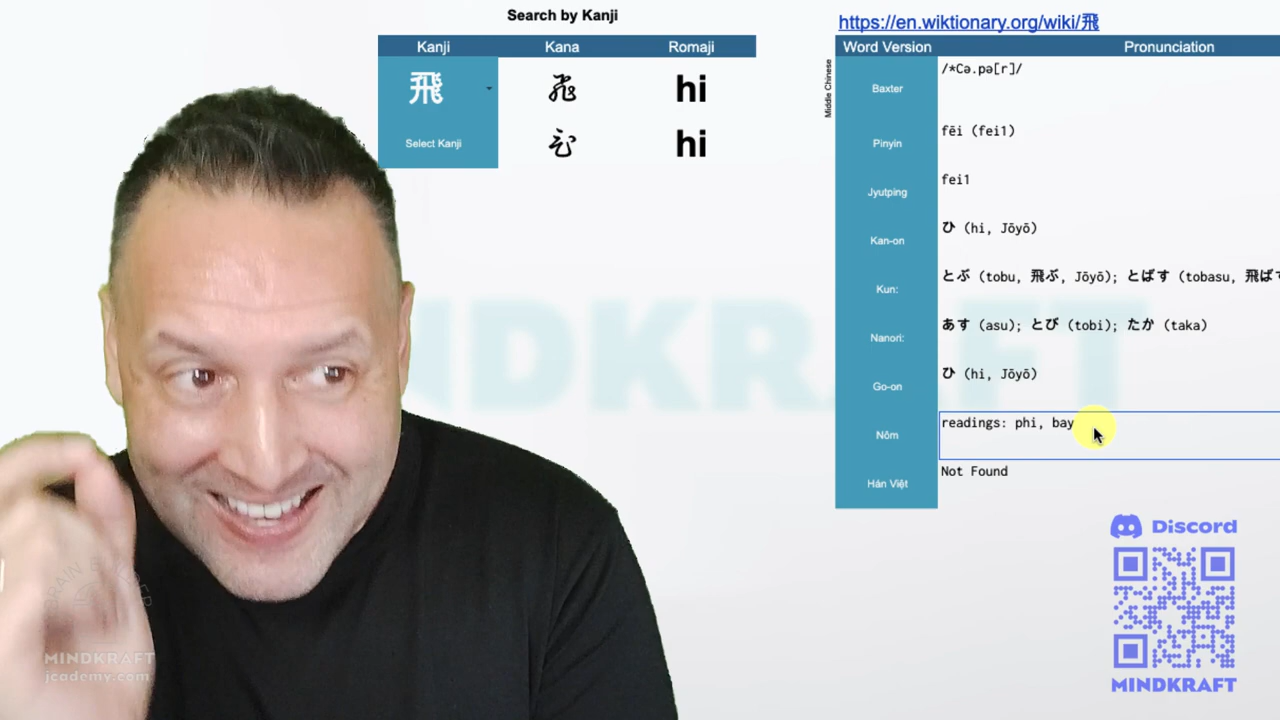 Search by Kanji
Kanji Kana Romaji
飛 hi
Select Kanji hi
https://en.wiktionary.org/wiki/飛
Word Version Pronunciation
Middle Chinese
Baxter /*Cə.pə[r]/
Pinyin fēi (fei1)
Jyutping fei1
Kan-on ひ (hi, Jōyō)
Kun: とぶ (tobu, 飛ぶ, Jōyō); とばす (tobasu, 飛ばす
Nanori: あす (asu); とび (tobi); たか (taka)
Go-on ひ (hi, Jōyō)
Nôm readings: phi, bay
Hán Việt Not Found
Discord
MINDKRAFT
MINDKRAFT
jcademy.com